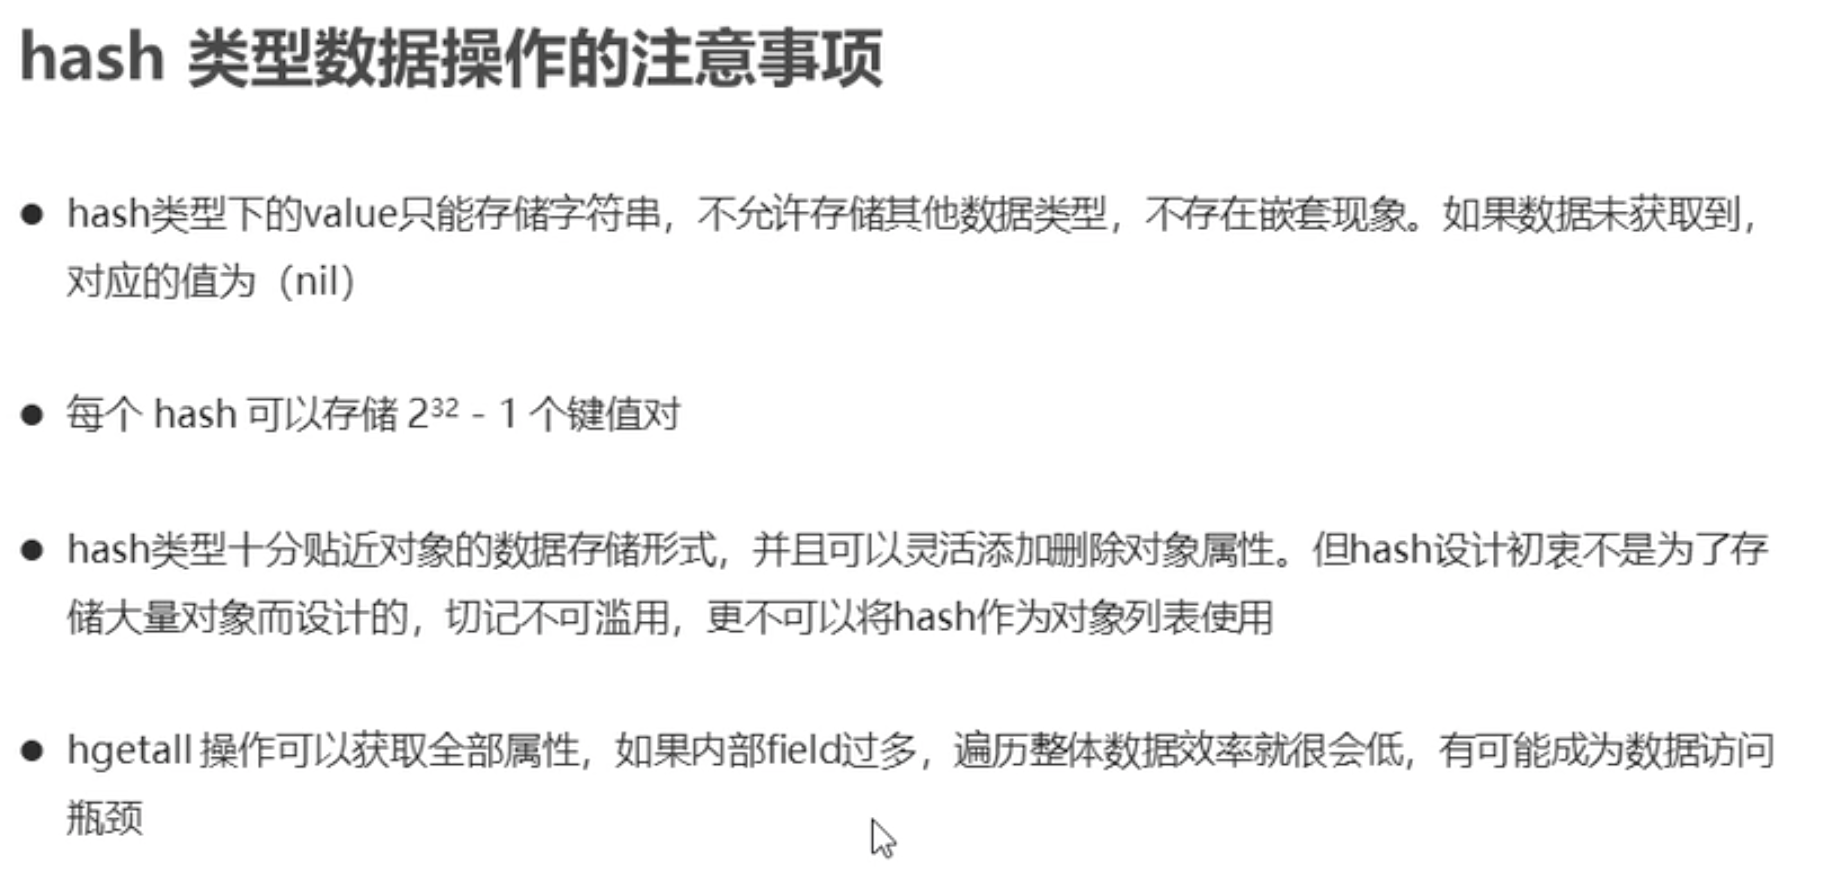 hash 类型数据操作的注意事项
● hash类型下的value只能存储字符串，不允许存储其他数据类型，不存在嵌套现象。如果数据未获取到，
对应的值为（nil）
● 每个 hash 可以存储 2³² - 1 个键值对
● hash类型十分贴近对象的数据存储形式，并且可以灵活添加删除对象属性。但hash设计初衷不是为了存
储大量对象而设计的，切记不可滥用，更不可以将hash作为对象列表使用
● hgetall 操作可以获取全部属性，如果内部field过多，遍历整体数据效率就很会低，有可能成为数据访问
瓶颈